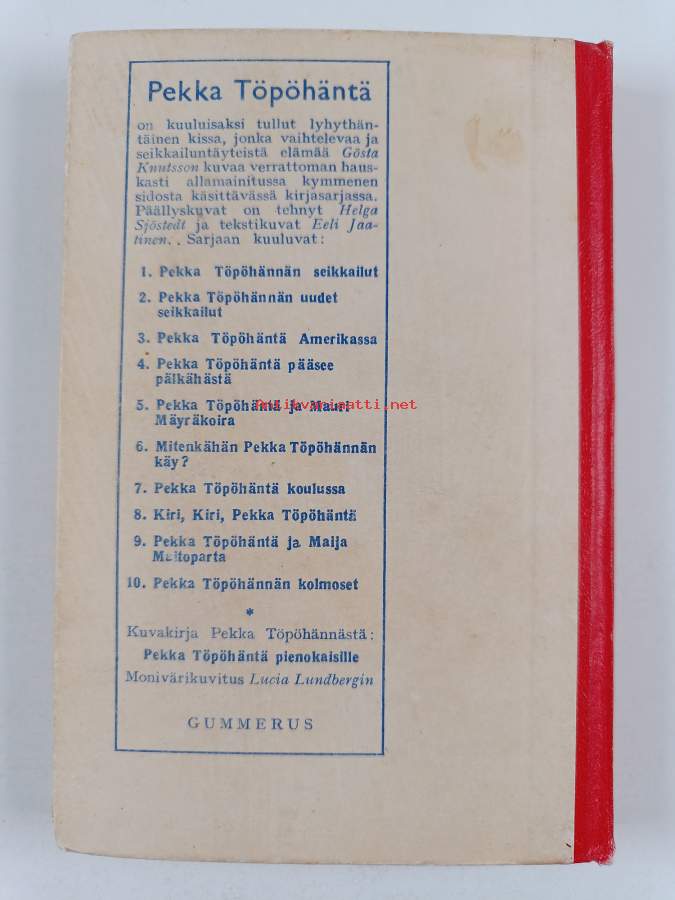 Pekka Töpöhäntä
on kuuluisaksi tullut lyhythän-
täinen kissa, jonka vaihtelevaa ja
seikkailuntäyteistä elämää Gösta
Knutsson kuvaa verrattoman haus-
kasti allamainitussa kymmenen
sidosta käsittävässä kirjasarjassa.
Päällyskuvat on tehnyt Helga
Sjöstedt ja tekstikuvat Eeli Jaa-
tinen. . Sarjaan kuuluvat:
1. Pekka Töpöhännän seikkailut
2. Pekka Töpöhännän uudet
seikkailut
3. Pekka Töpöhäntä Amerikassa
4. Pekka Töpöhäntä pääsee
pälkähästä
5. Pekka Töpöhäntä ja Mauri
Mäyräkoira
antiikvariaatti.net
6. Mitenkähän Pekka Töpöhännän
käy?
7. Pekka Töpöhäntä koulussa
8. Kiri, Kiri, Pekka Töpöhäntä
9. Pekka Töpöhäntä ja Maija
Maitoparta
10. Pekka Töpöhännän kolmoset
*
Kuvakirja Pekka Töpöhännästä:
Pekka Töpöhäntä pienokaisille
Monivärikuvitus Lucia Lundbergin
GUMMERUS